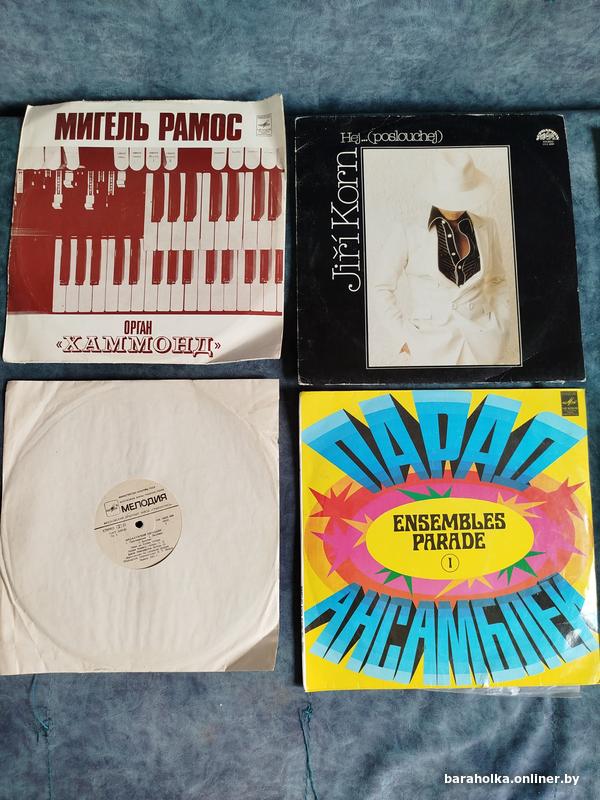 МИГЕЛЬ РАМОС
ОРГАН
«ХАММОНД»
Hej...(poslouchej)
Jiří Korn
МЕЛОДИЯ
ПАРАД
ENSEMBLES
PARADE
1
АНСАМБЛЕЙ
baraholka.onliner.by